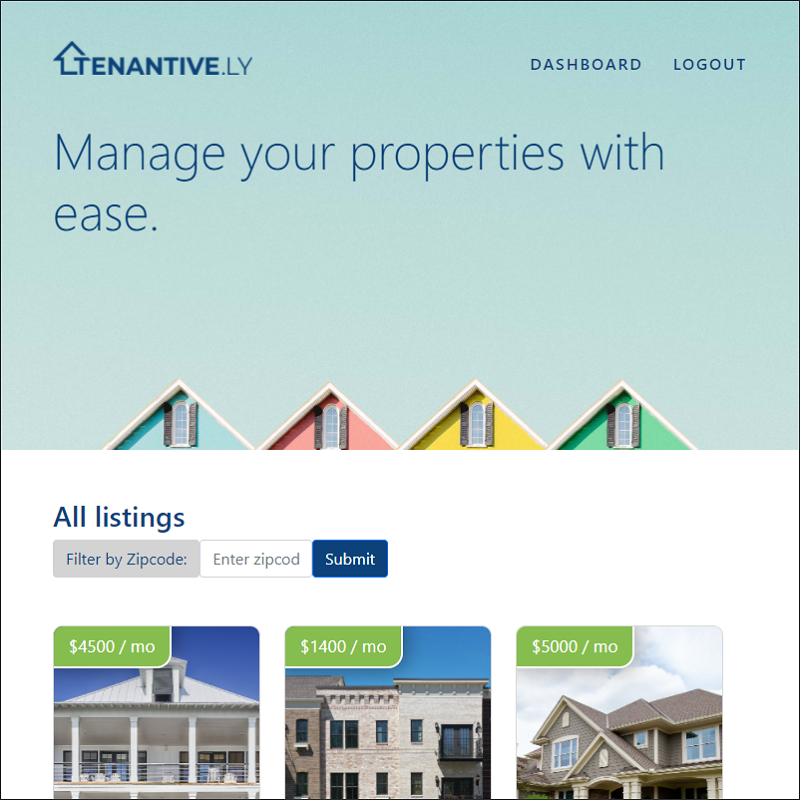 TENANTIVE.LY
DASHBOARD LOGOUT
Manage your properties with
ease.
All listings
Filter by Zipcode: Enter zipcod Submit
$4500 / mo $1400 / mo $5000 / mo